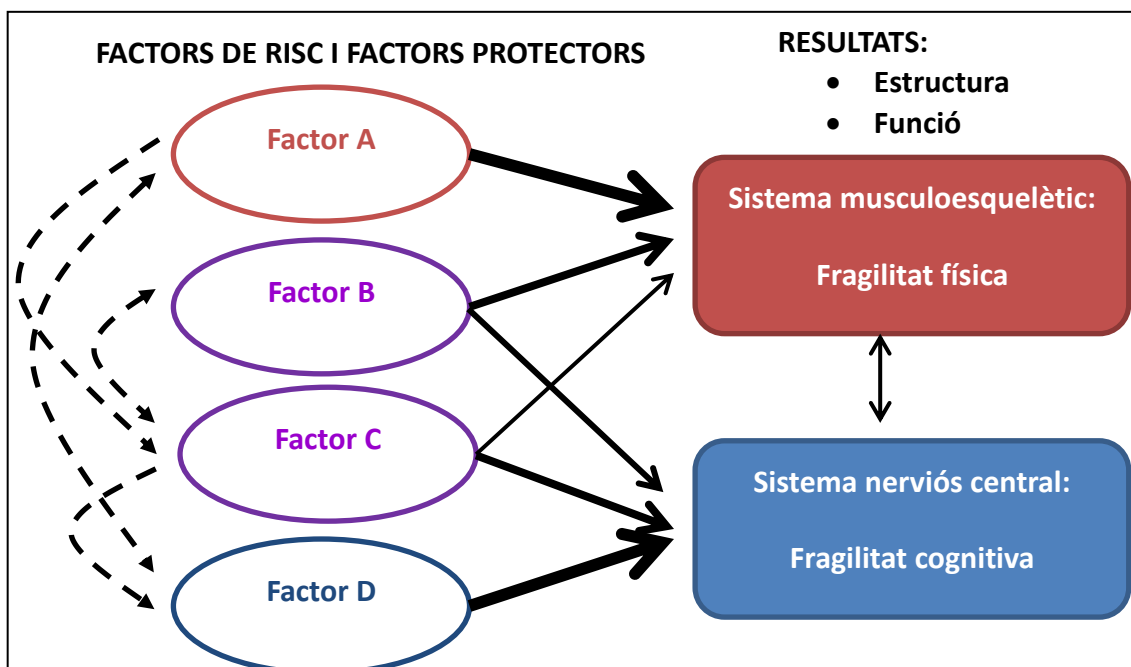 FACTORS DE RISC I FACTORS PROTECTORS
Factor A
Factor B
Factor C
Factor D
RESULTATS:
• Estructura
• Funció
Sistema musculoesquelètic:
Fragilitat física
Sistema nerviós central:
Fragilitat cognitiva